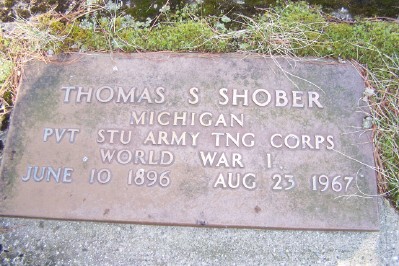 THOMAS S SHOBER
MICHIGAN
PVT STU ARMY TNG CORPS
WORLD WAR I
JUNE 10 1896 AUG 23 1967